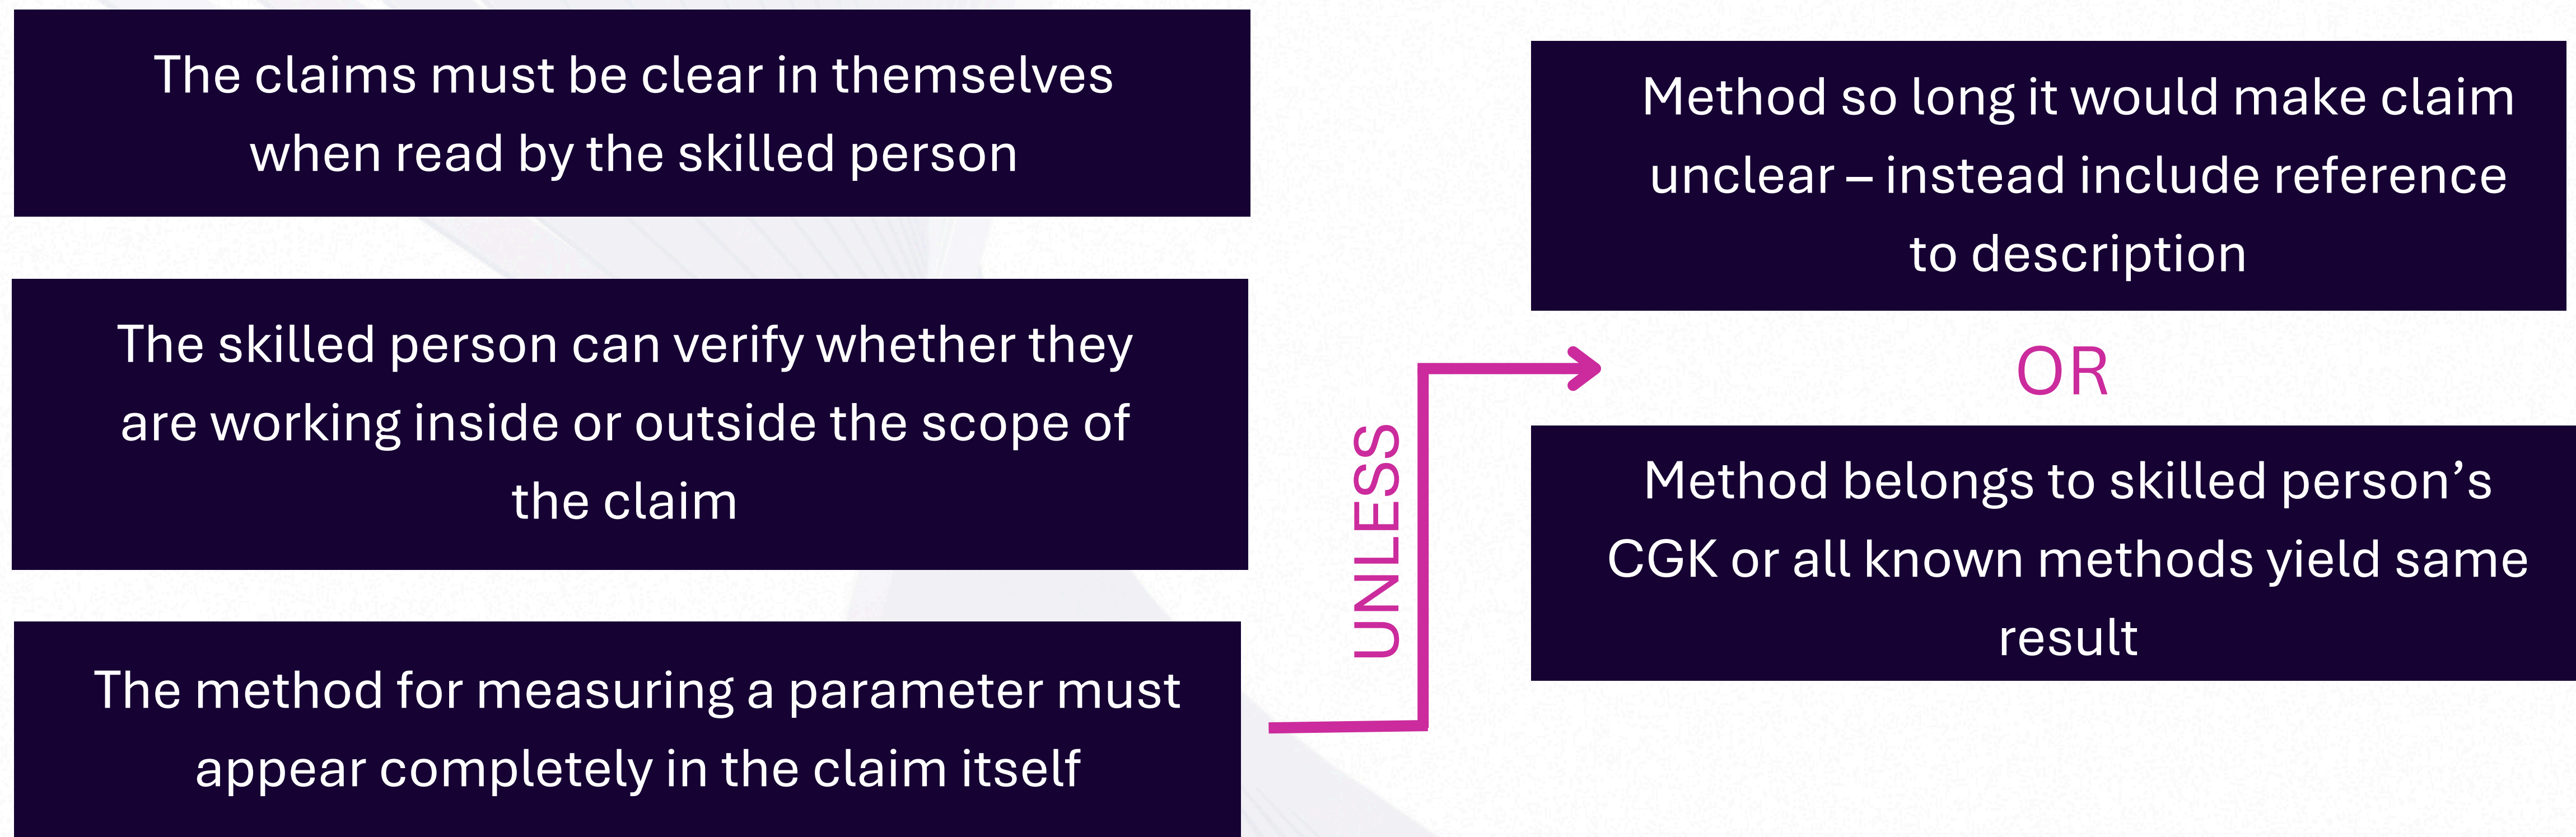 The claims must be clear in themselves
when read by the skilled person
The skilled person can verify whether they
are working inside or outside the scope of
the claim
The method for measuring a parameter must
appear completely in the claim itself
UNLESS
Method so long it would make claim
unclear – instead include reference
to description
OR
Method belongs to skilled person’s
CGK or all known methods yield same
result